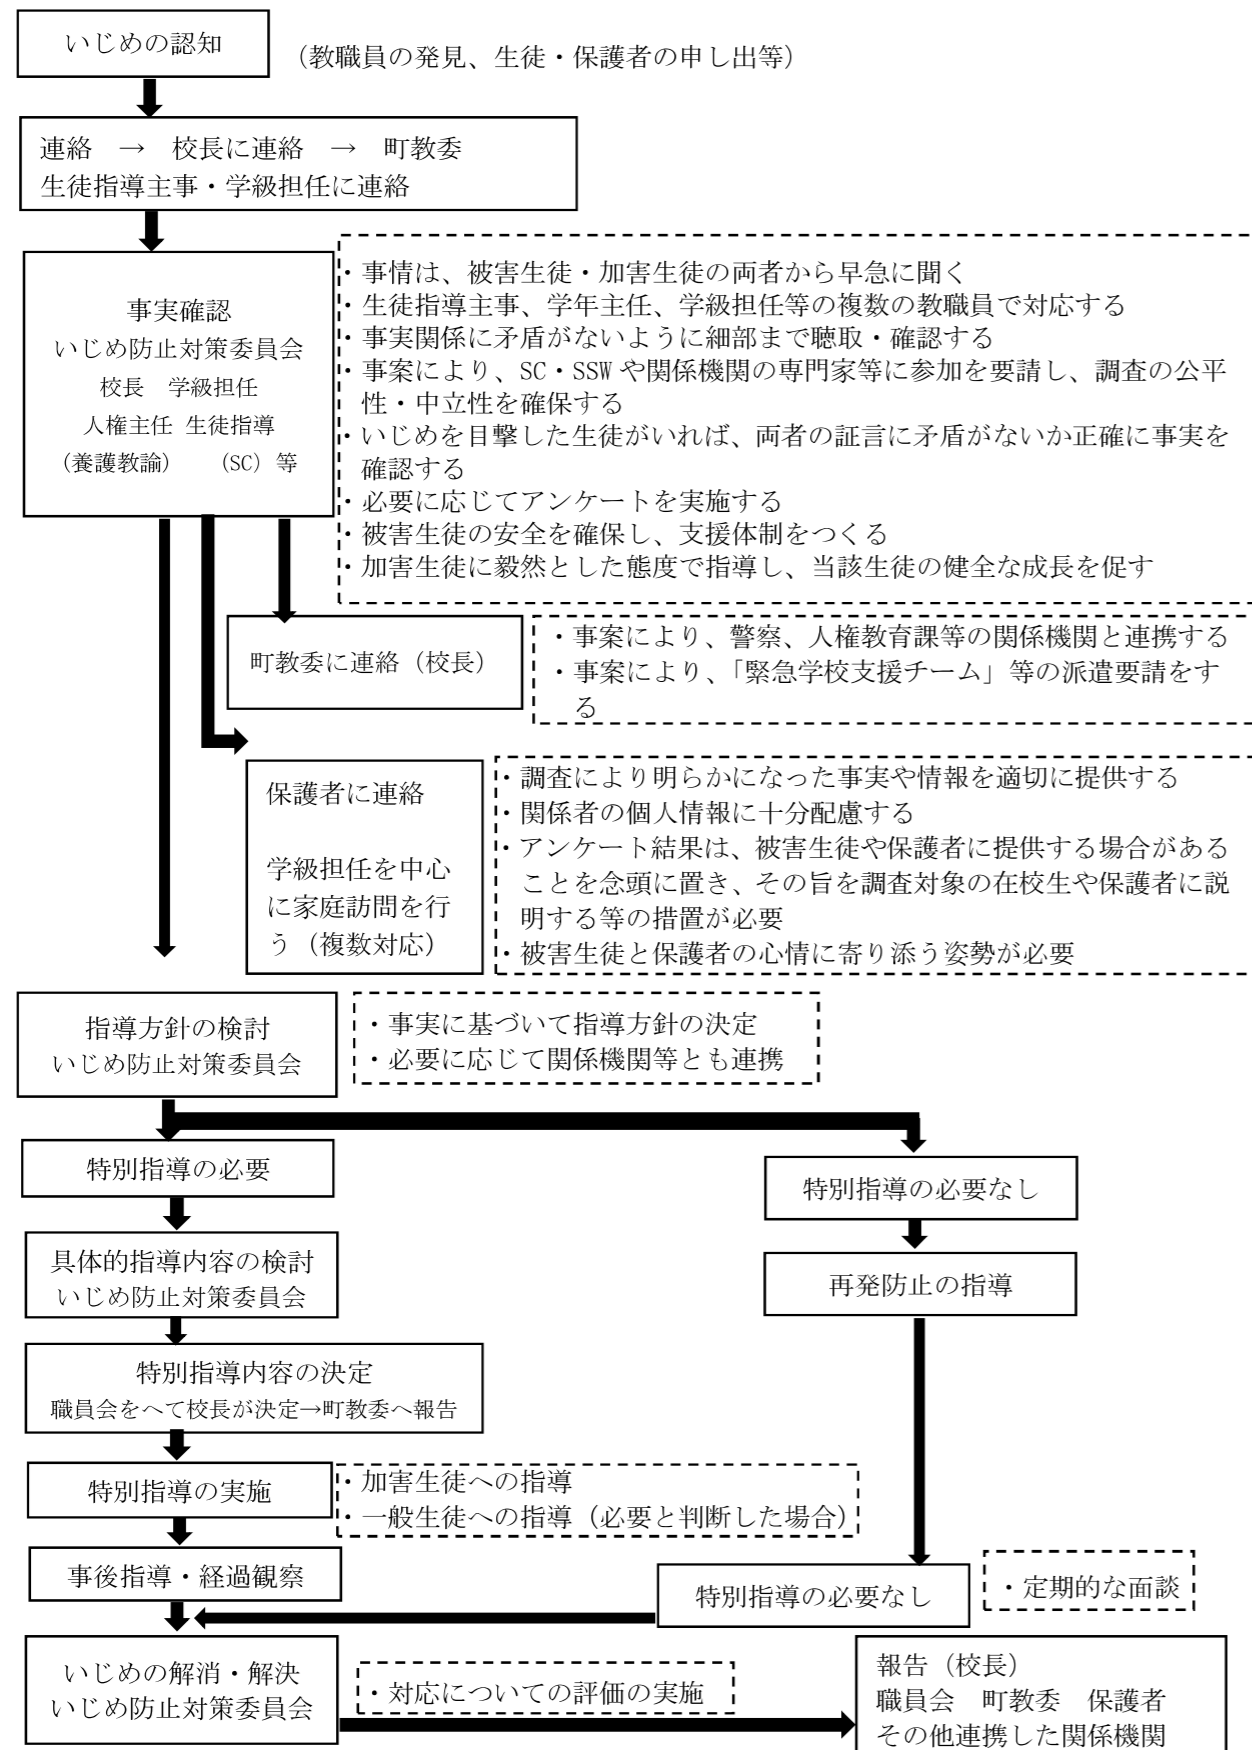 いじめの認知
(教職員の発見、生徒・保護者の申し出等)
連絡　→　校長に連絡　→　町教委
生徒指導主事・学級担任に連絡
事実確認
いじめ防止対策委員会
校長　学級担任
人権主任 生徒指導
（養護教諭）　（SC）等
・事情は、被害生徒・加害生徒の両者から早急に聞く
・生徒指導主事、学年主任、学級担任等の複数の教職員で対応する
・事実関係に矛盾がないように細部まで聴取・確認する
・事案により、SC・SSWや関係機関の専門家等に参加を要請し、調査の公平
性・中立性を確保する
・いじめを目撃した生徒がいれば、両者の証言に矛盾がないか正確に事実を
確認する
・必要に応じてアンケートを実施する
・被害生徒の安全を確保し、支援体制をつくる
・加害生徒に毅然とした態度で指導し、当該生徒の健全な成長を促す
町教委に連絡（校長）
・事案により、警察、人権教育課等の関係機関と連携する
・事案により、「緊急学校支援チーム」等の派遣要請をす
る
保護者に連絡
学級担任を中心
に家庭訪問を行
う（複数対応）
・調査により明らかになった事実や情報を適切に提供する
・関係者の個人情報に十分配慮する
・アンケート結果は、被害生徒や保護者に提供する場合がある
ことを念頭に置き、その旨を調査対象の在校生や保護者に説
明する等の措置が必要
・被害生徒と保護者の心情に寄り添う姿勢が必要
指導方針の検討
いじめ防止対策委員会
・事実に基づいて指導方針の決定
・必要に応じて関係機関等とも連携
特別指導の必要
特別指導の必要なし
具体的指導内容の検討
いじめ防止対策委員会
再発防止の指導
特別指導内容の決定
職員会をへて校長が決定→町教委へ報告
特別指導の実施
・加害生徒への指導
・一般生徒への指導（必要と判断した場合）
事後指導・経過観察
特別指導の必要なし
・定期的な面談
いじめの解消・解決
いじめ防止対策委員会
・対応についての評価の実施
報告（校長）
職員会　町教委　保護者
その他連携した関係機関